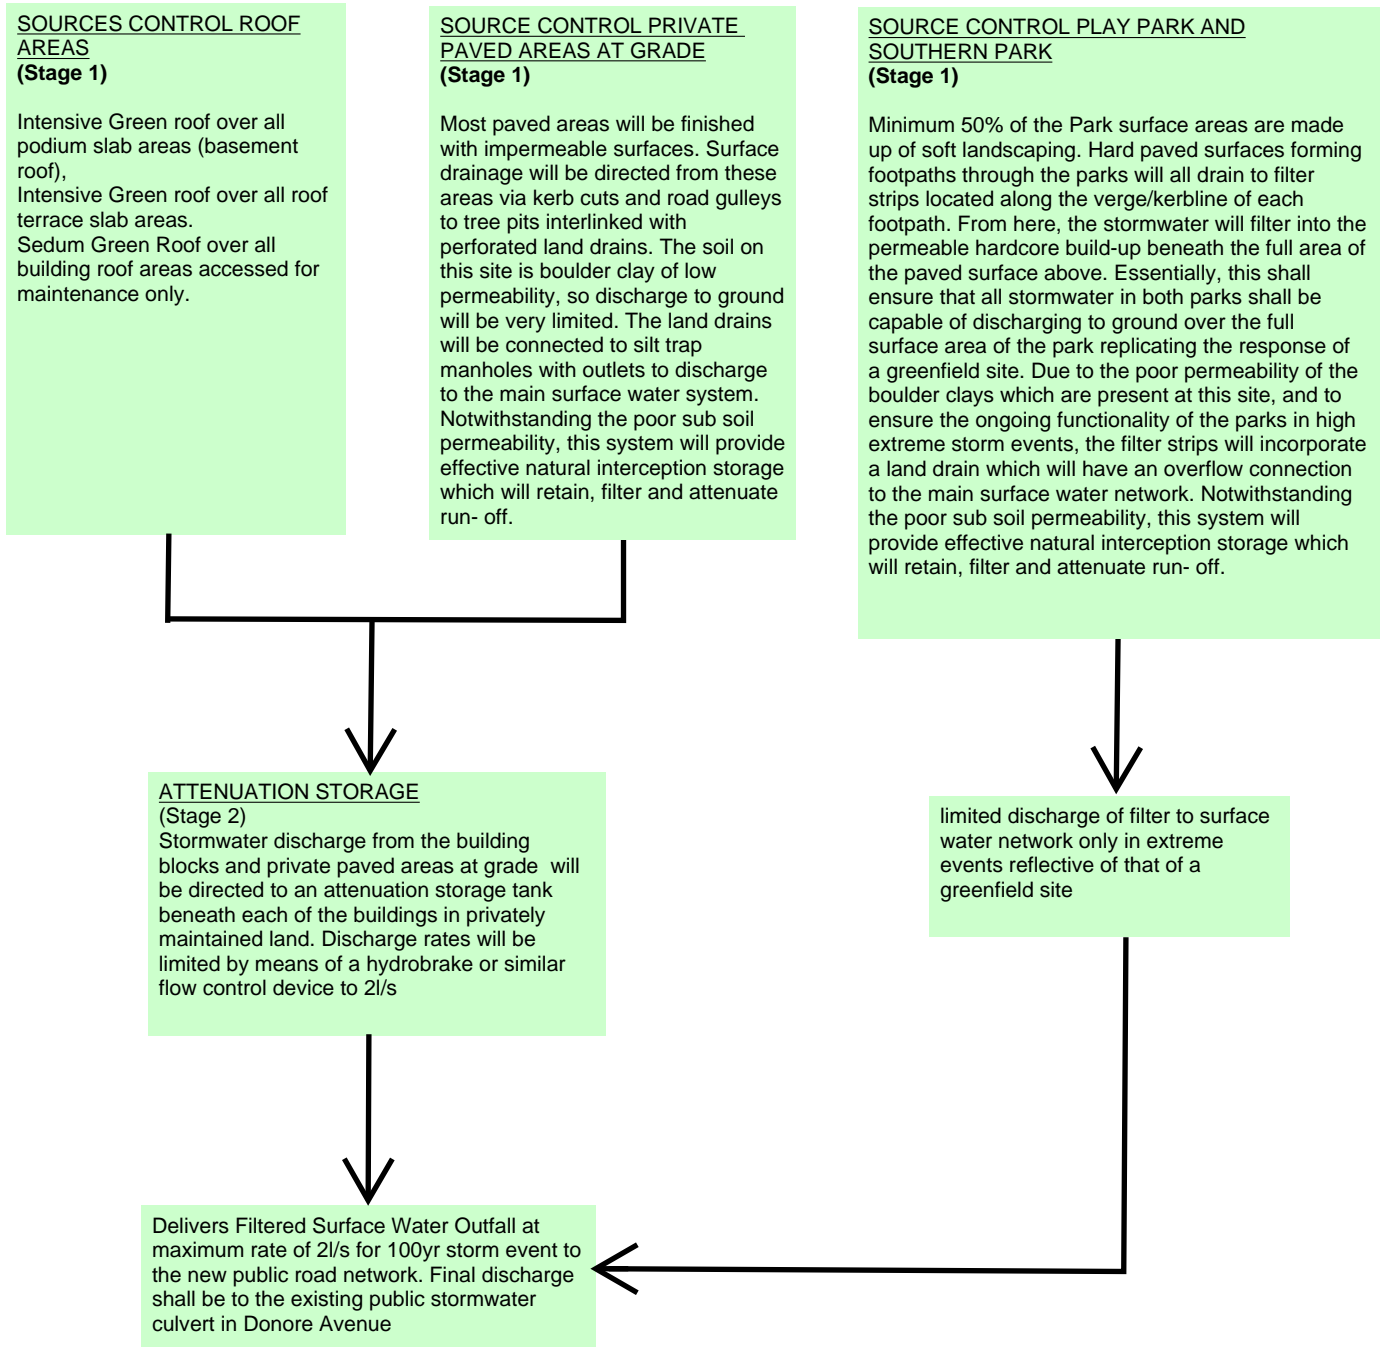 SOURCES CONTROL ROOF
AREAS
(Stage 1)
Intensive Green roof over all
podium slab areas (basement
roof),
Intensive Green roof over all roof
terrace slab areas.
Sedum Green Roof over all
building roof areas accessed for
maintenance only.
SOURCE CONTROL PRIVATE
PAVED AREAS AT GRADE
(Stage 1)
Most paved areas will be finished
with impermeable surfaces. Surface
drainage will be directed from these
areas via kerb cuts and road gulleys
to tree pits interlinked with
perforated land drains. The soil on
this site is boulder clay of low
permeability, so discharge to ground
will be very limited. The land drains
will be connected to silt trap
manholes with outlets to discharge
to the main surface water system.
Notwithstanding the poor sub soil
permeability, this system will provide
effective natural interception storage
which will retain, filter and attenuate
run- off.
SOURCE CONTROL PLAY PARK AND
SOUTHERN PARK
(Stage 1)
Minimum 50% of the Park surface areas are made
up of soft landscaping. Hard paved surfaces forming
footpaths through the parks will all drain to filter
strips located along the verge/kerbline of each
footpath. From here, the stormwater will filter into the
permeable hardcore build-up beneath the full area of
the paved surface above. Essentially, this shall
ensure that all stormwater in both parks shall be
capable of discharging to ground over the full
surface area of the park replicating the response of
a greenfield site. Due to the poor permeability of the
boulder clays which are present at this site, and to
ensure the ongoing functionality of the parks in high
extreme storm events, the filter strips will incorporate
a land drain which will have an overflow connection
to the main surface water network. Notwithstanding
the poor sub soil permeability, this system will
provide effective natural interception storage which
will retain, filter and attenuate run- off.
ATTENUATION STORAGE
(Stage 2)
Stormwater discharge from the building
blocks and private paved areas at grade will
be directed to an attenuation storage tank
beneath each of the buildings in privately
maintained land. Discharge rates will be
limited by means of a hydrobrake or similar
flow control device to 2l/s
limited discharge of filter to surface
water network only in extreme
events reflective of that of a
greenfield site
Delivers Filtered Surface Water Outfall at
maximum rate of 2l/s for 100yr storm event to
the new public road network. Final discharge
shall be to the existing public stormwater
culvert in Donore Avenue